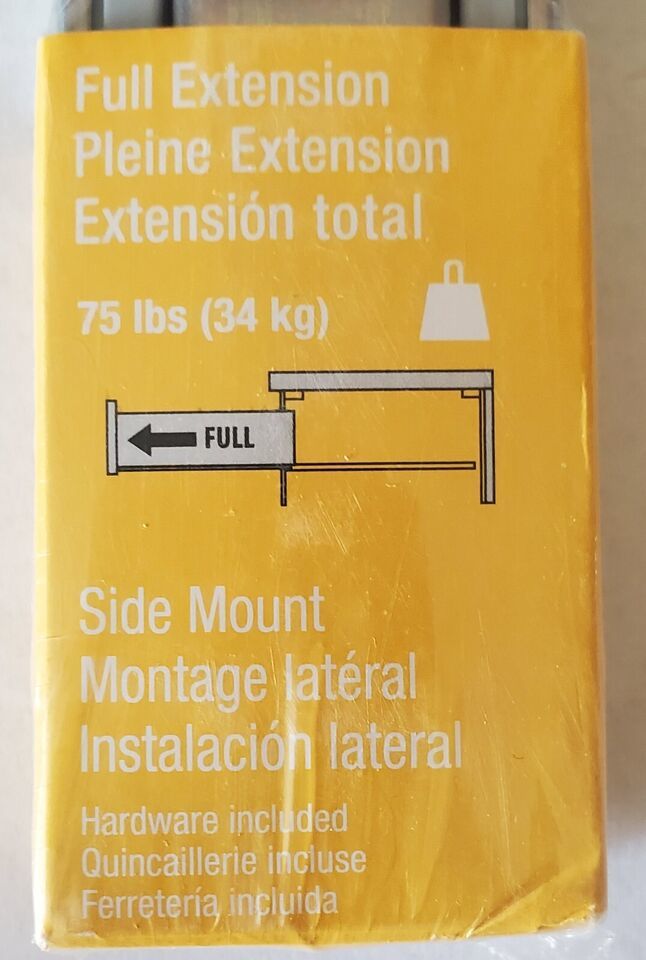 Full Extension
Pleine Extension
Extensión total
75 lbs (34 kg)
FULL
Side Mount
Montage latéral
Instalación lateral
Hardware included
Quincaillerie incluse
Ferretería incluida